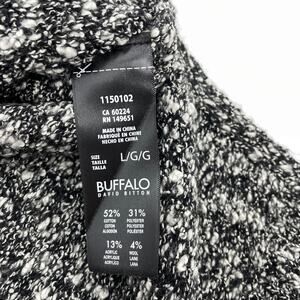 1150102
CA 60224
RN 149651
MADE IN CHINA
FABRIQUÉ EN CHINE
HECHO EN CHINA
SIZE
TAILLE
TALLA
L/G/G
BUFFALO
DAVID BITTON
52% 31%
COTTON POLYESTER
COTON POLYESTER
ALGODÓN POLIÉSTER
13% 4%
ACRYLIC WOOL
ACRYLIQUE LAINE
ACRÍLICO LANA